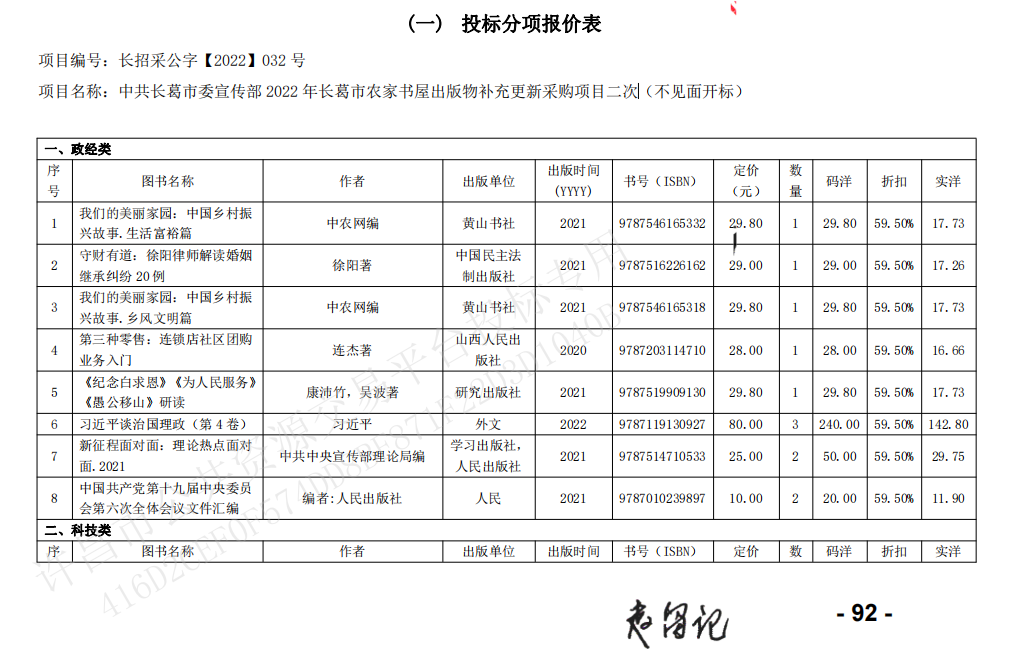 (一) 投标分项报价表
项目编号：长招采公字【2022】032 号
项目名称：中共长葛市委宣传部 2022 年长葛市农家书屋出版物补充更新采购项目二次（不见面开标）
一、政经类
序号 图书名称 作者 出版单位 出版时间(YYYY) 书号（ISBN） 定价（元） 数量 码洋 折扣 实洋
1 我们的美丽家园：中国乡村振兴故事.生活富裕篇 中农网编 黄山书社 2021 9787546165332 29.80 1 29.80 59.50% 17.73
2 守财有道：徐阳律师解读婚姻继承纠纷 20 例 徐阳著 中国民主法制出版社 2021 9787516226162 29.00 1 29.00 59.50% 17.26
3 我们的美丽家园：中国乡村振兴故事.乡风文明篇 中农网编 黄山书社 2021 9787546165318 29.80 1 29.80 59.50% 17.73
4 第三种零售：连锁店社区团购业务入门 连杰著 山西人民出版社 2020 9787203114710 28.00 1 28.00 59.50% 16.66
5 《纪念白求恩》《为人民服务》《愚公移山》研读 康沛竹，吴波著 研究出版社 2021 9787519909130 29.80 1 29.80 59.50% 17.73
6 习近平谈治国理政（第 4 卷） 习近平 外文 2022 9787119130927 80.00 3 240.00 59.50% 142.80
7 新征程面对面：理论热点面对面.2021 中共中央宣传部理论局编 学习出版社，人民出版社 2021 9787514710533 25.00 2 50.00 59.50% 29.75
8 中国共产党第十九届中央委员会第六次全体会议文件汇编 编者:人民出版社 人民 2021 9787010239897 10.00 2 20.00 59.50% 11.90
二、科技类
序 图书名称 作者 出版单位 出版时间 书号（ISBN） 定价 数 码洋 折扣 实洋
- 92 -